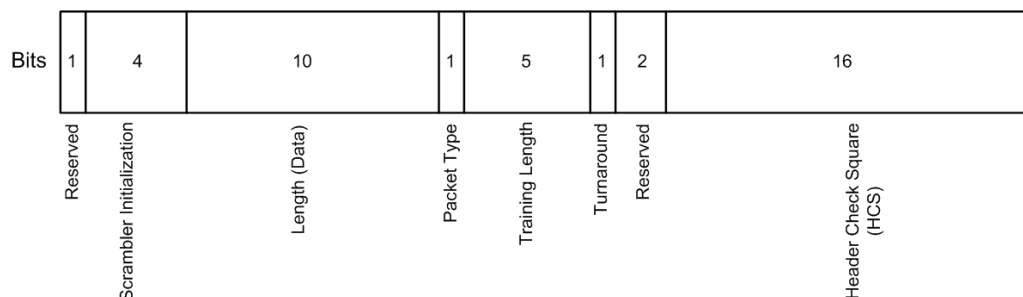 Bits 1 4 10 1 5 1 2 16
Reserved
Scrambler Initialization
Length (Data)
Packet Type
Training Length
Turnaround
Reserved
Header Check Square
(HCS)